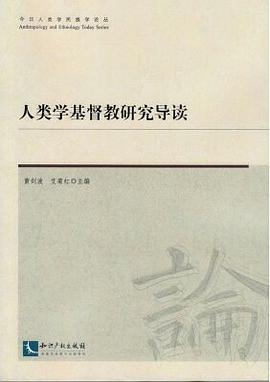 今日人类学民族学论丛
Anthropology and Ethnology Today Series
人类学基督教研究导读
黄剑波 艾菊红 主编
論
知识产权出版社